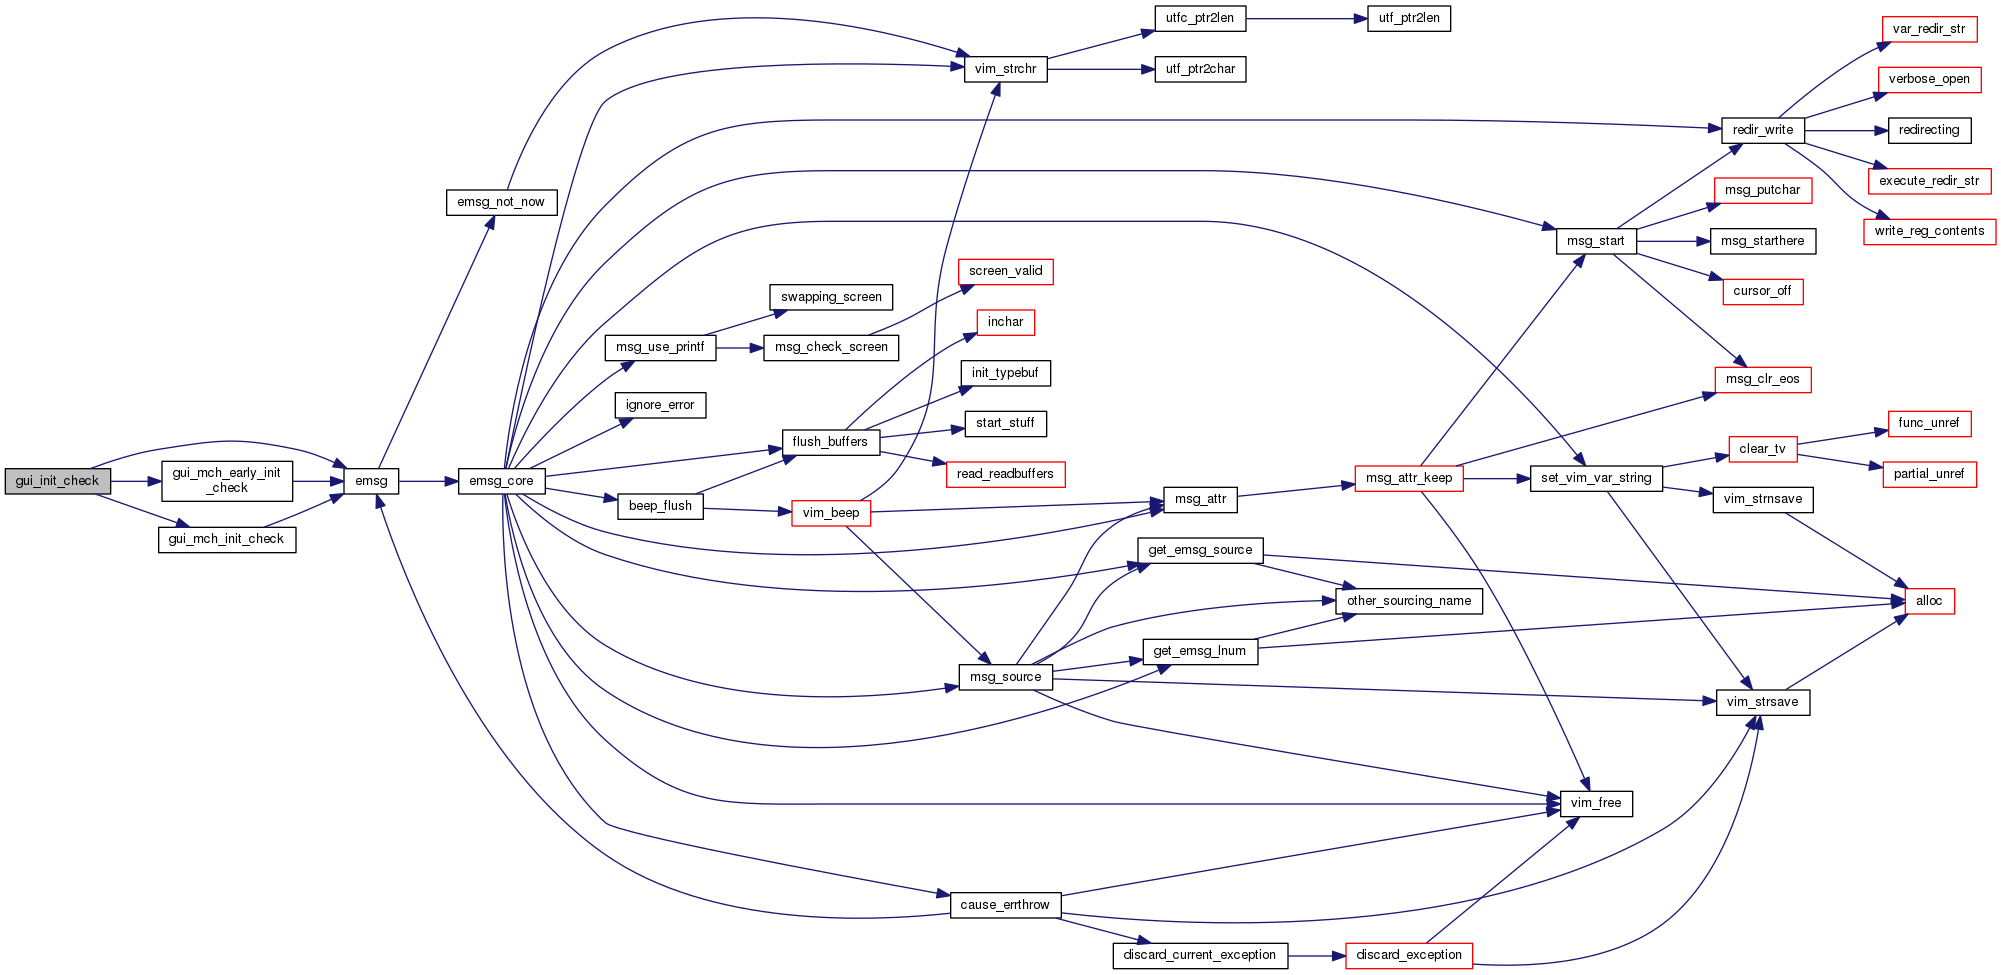 gui_init_check
gui_mch_early_init
_check
gui_mch_init_check
emsg
emsg_not_now
emsg_core
msg_use_printf
ignore_error
beep_flush
swapping_screen
msg_check_screen
flush_buffers
vim_beep
vim_strchr
screen_valid
inchar
init_typebuf
start_stuff
read_readbuffers
msg_source
cause_errthrow
utfc_ptr2len
utf_ptr2char
msg_attr
get_emsg_source
get_emsg_lnum
discard_current_exception
utf_ptr2len
msg_attr_keep
other_sourcing_name
discard_exception
msg_start
set_vim_var_string
vim_free
redir_write
msg_putchar
msg_starthere
cursor_off
msg_clr_eos
clear_tv
vim_strnsave
vim_strsave
var_redir_str
verbose_open
redirecting
execute_redir_str
write_reg_contents
func_unref
partial_unref
alloc